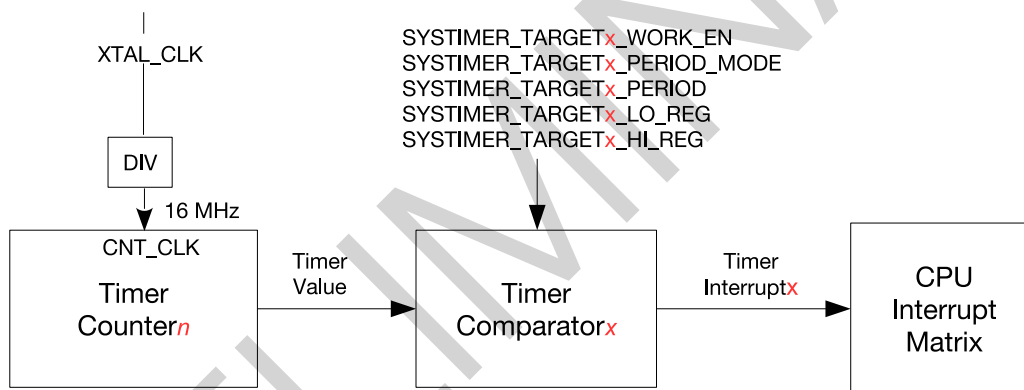 XTAL_CLK
DIV
16 MHz
CNT_CLK
Timer
Countern
Timer
Value
SYSTIMER_TARGETx_WORK_EN
SYSTIMER_TARGETx_PERIOD_MODE
SYSTIMER_TARGETx_PERIOD
SYSTIMER_TARGETx_LO_REG
SYSTIMER_TARGETx_HI_REG
Timer
Comparatorx
Timer
Interruptx
CPU
Interrupt
Matrix